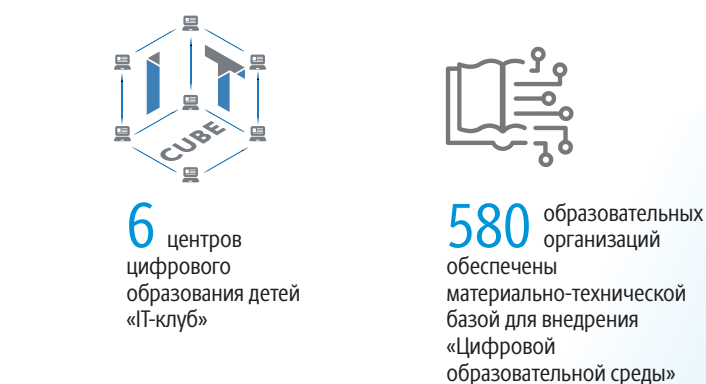 IT
CUBE
6 центров
цифрового
образования детей
«IT-клуб»
580 образовательных
организаций
обеспечены
материально-технической
базой для внедрения
«Цифровой
образовательной среды»